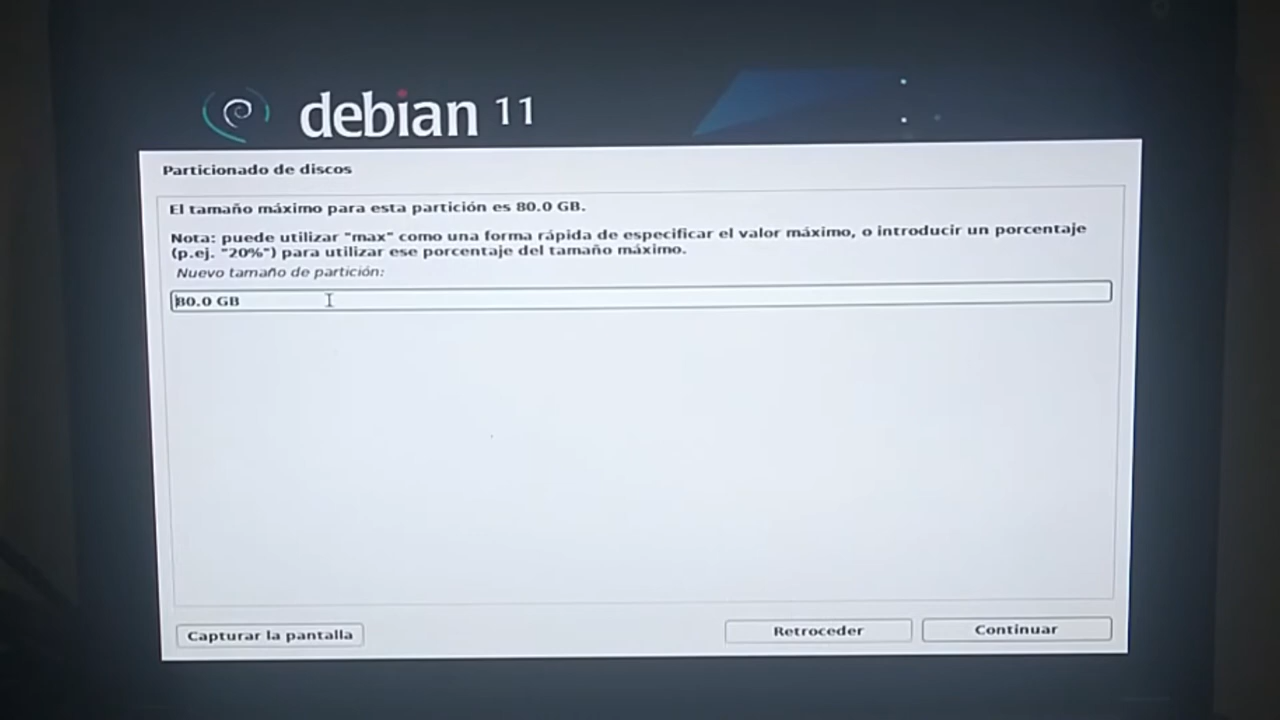 debian 11
Particionado de discos
El tamaño máximo para esta partición es 80.0 GB.
Nota: puede utilizar "max" como una forma rápida de especificar el valor máximo, o introducir un porcentaje
(p.ej. "20%") para utilizar ese porcentaje del tamaño máximo.
Nuevo tamaño de partición:
80.0 GB
Capturar la pantalla
Retroceder
Continuar